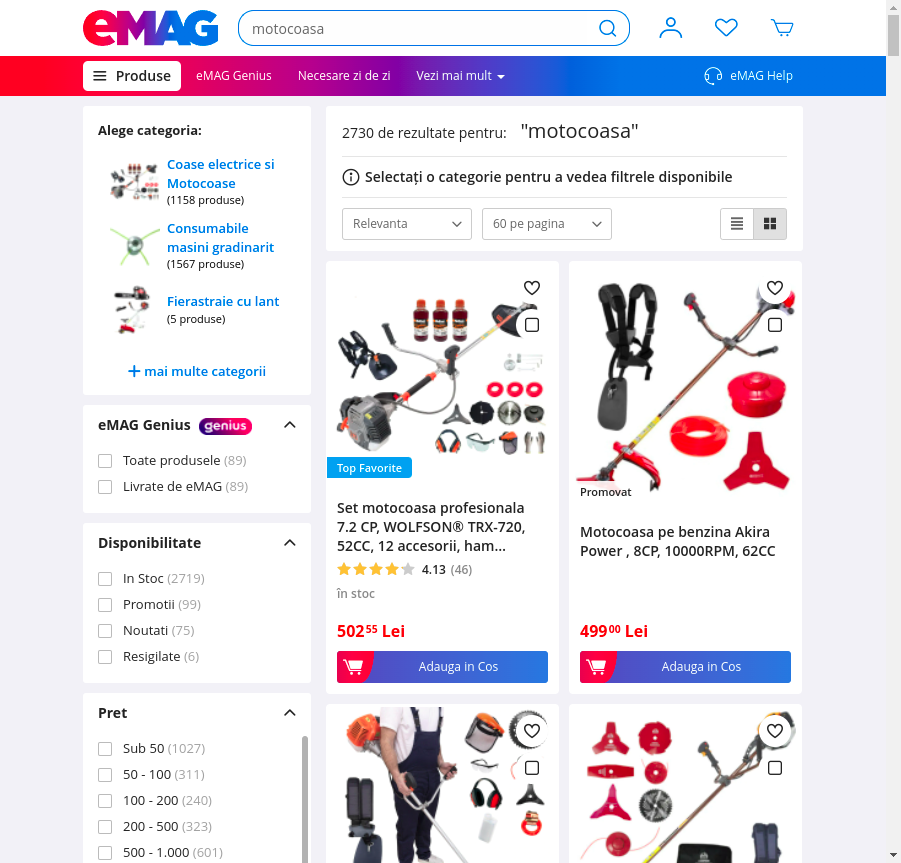 eMAG
motocoasa
Produse
eMAG Genius
Necesare zi de zi
Vezi mai mult
eMAG Help
Alege categoria:
Coase electrice si
Motocoase
(1158 produse)
Consumabile
masini gradinarit
(1567 produse)
Fierastraie cu lant
(5 produse)
mai multe categorii
eMAG Genius genius
Toate produsele (89)
Livrate de eMAG (89)
Disponibilitate
In Stoc (2719)
Promotii (99)
Noutati (75)
Resigilate (6)
Pret
Sub 50 (1027)
50 - 100 (311)
100 - 200 (240)
200 - 500 (323)
500 - 1.000 (601)
2730 de rezultate pentru: "motocoasa"
Selectați o categorie pentru a vedea filtrele disponibile
Relevanta
60 pe pagina
Top Favorite
Set motocoasa profesionala
7.2 CP, WOLFSON® TRX-720,
52CC, 12 accesorii, ham...
4.13 (46)
în stoc
502 55 Lei
Adauga in Cos
Promovat
Motocoasa pe benzina Akira
Power , 8CP, 10000RPM, 62CC
499 00 Lei
Adauga in Cos